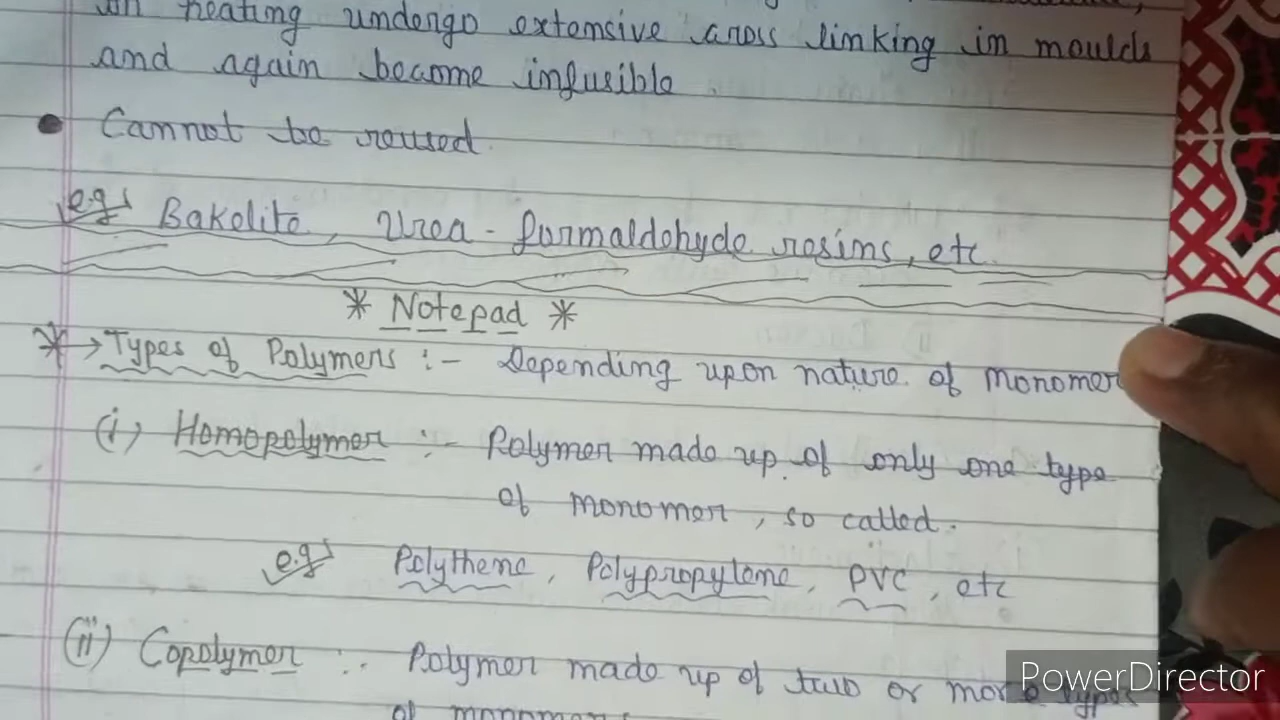 on heating undergo extensive cross linking in moulds
and again become infusible.
• Cannot be reused.
e.g. Bakelite, Urea - formaldehyde resins, etc.
* Notepad *
* → Types of Polymers :- Depending upon nature of monomer
(i) Homopolymer :- Polymer made up of only one type
of monomer, so called.
e.g. Polythene, Polypropylene, PVC, etc
(ii) Copolymer :- Polymer made up of two or more types
of monomers
PowerDirector